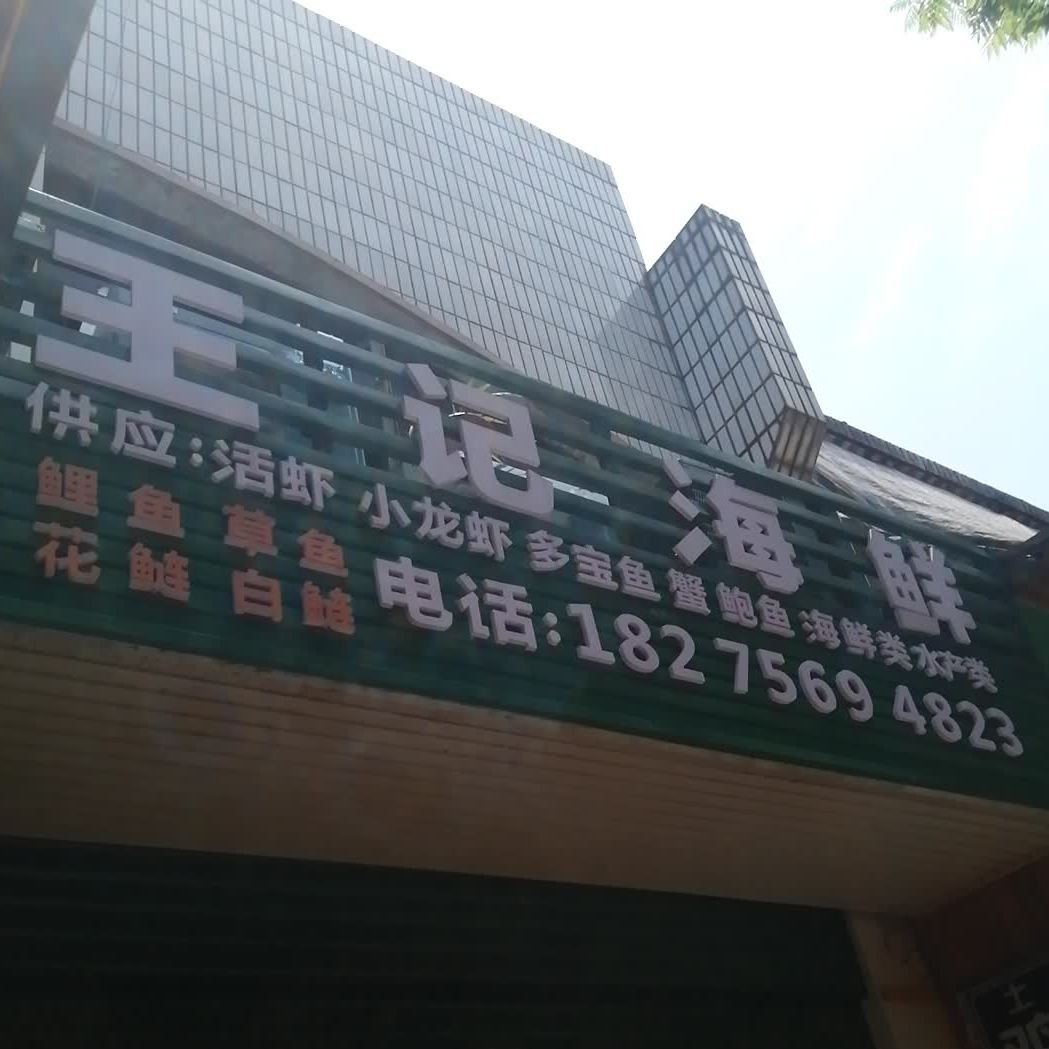 王记海鲜
供应:活虾 小龙虾 多宝鱼 蟹 鲍鱼 海鲜类 水产类
鲤鱼 草鱼
花鲢 白鲢
电话:182 7569 4823
土